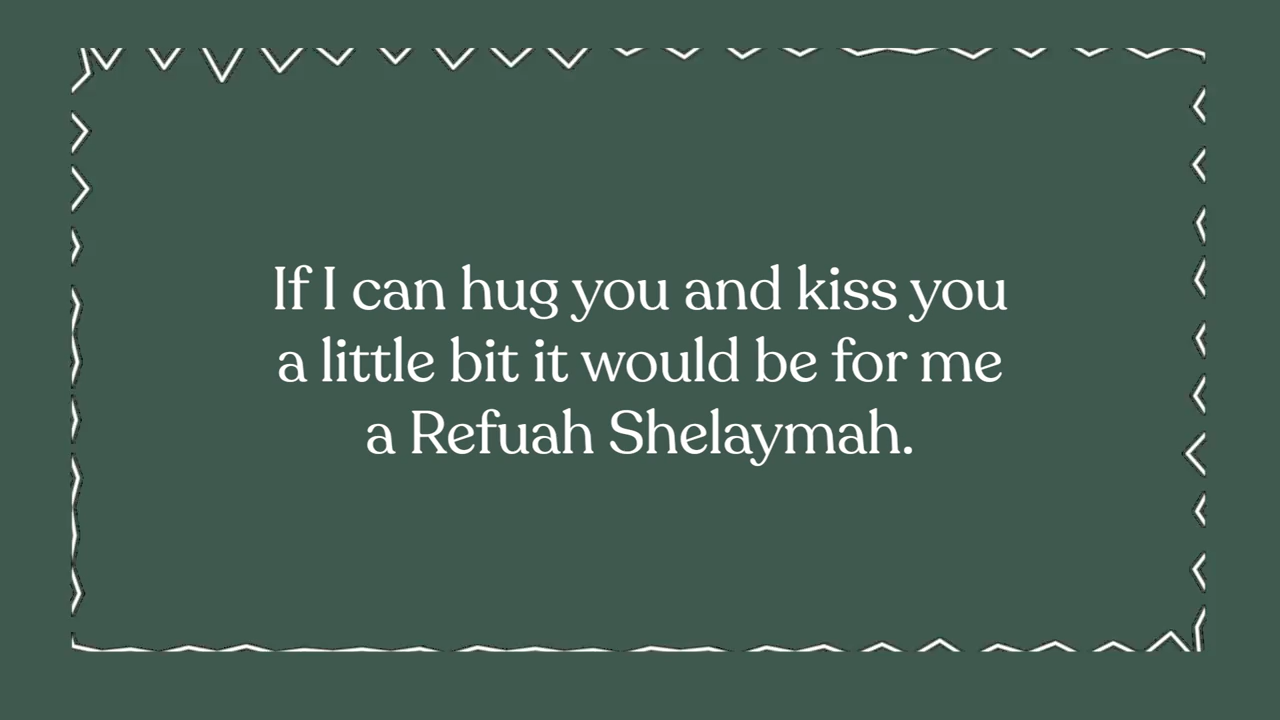 If I can hug you and kiss you
a little bit it would be for me
a Refuah Shelaymah.